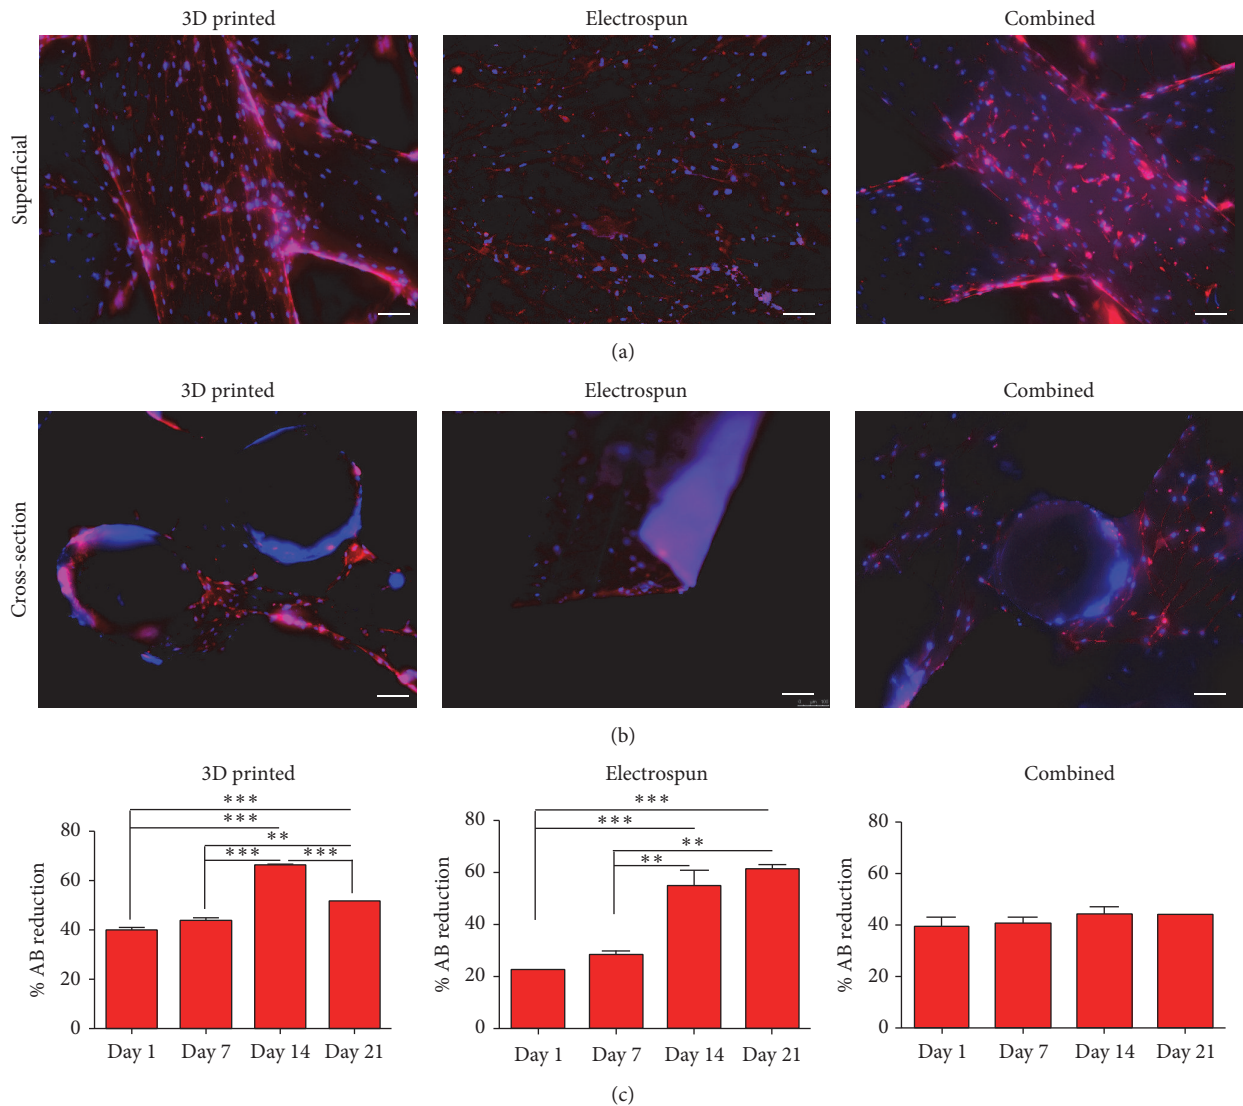 3D printed Electrospun Combined
Superficial
(a)
3D printed Electrospun Combined
Cross-section
(b)
3D printed Electrospun Combined
% AB reduction
80
60
40
20
0
***
***
**
***
***
Day 1 Day 7 Day 14 Day 21
% AB reduction
80
60
40
20
0
***
***
**
**
Day 1 Day 7 Day 14 Day 21
% AB reduction
80
60
40
20
0
Day 1 Day 7 Day 14 Day 21
(c)